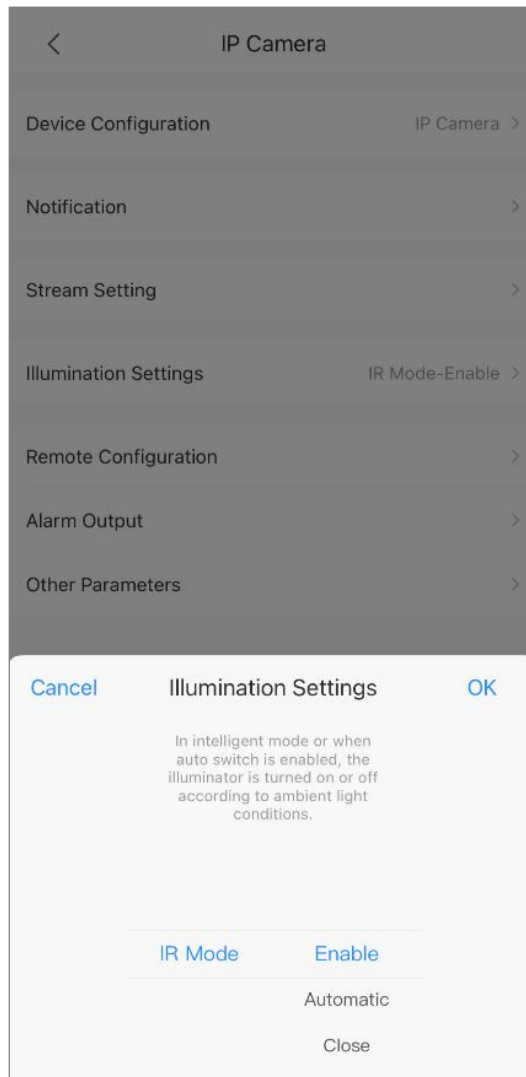 IP Camera
Device Configuration IP Camera
Notification
Stream Setting
Illumination Settings IR Mode-Enable
Remote Configuration
Alarm Output
Other Parameters
Cancel Illumination Settings OK
In intelligent mode or when
auto switch is enabled, the
illuminator is turned on or off
according to ambient light
conditions.
IR Mode Enable
Automatic
Close